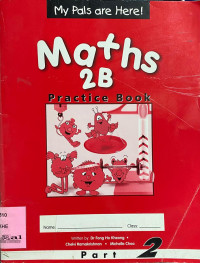 My Pals are Here!
Maths
2B
Practice Book
Name: Class:
Written by Dr Fong Ho Kheong •
Chelvi Ramakrishnan • Michelle Choo
Part 2